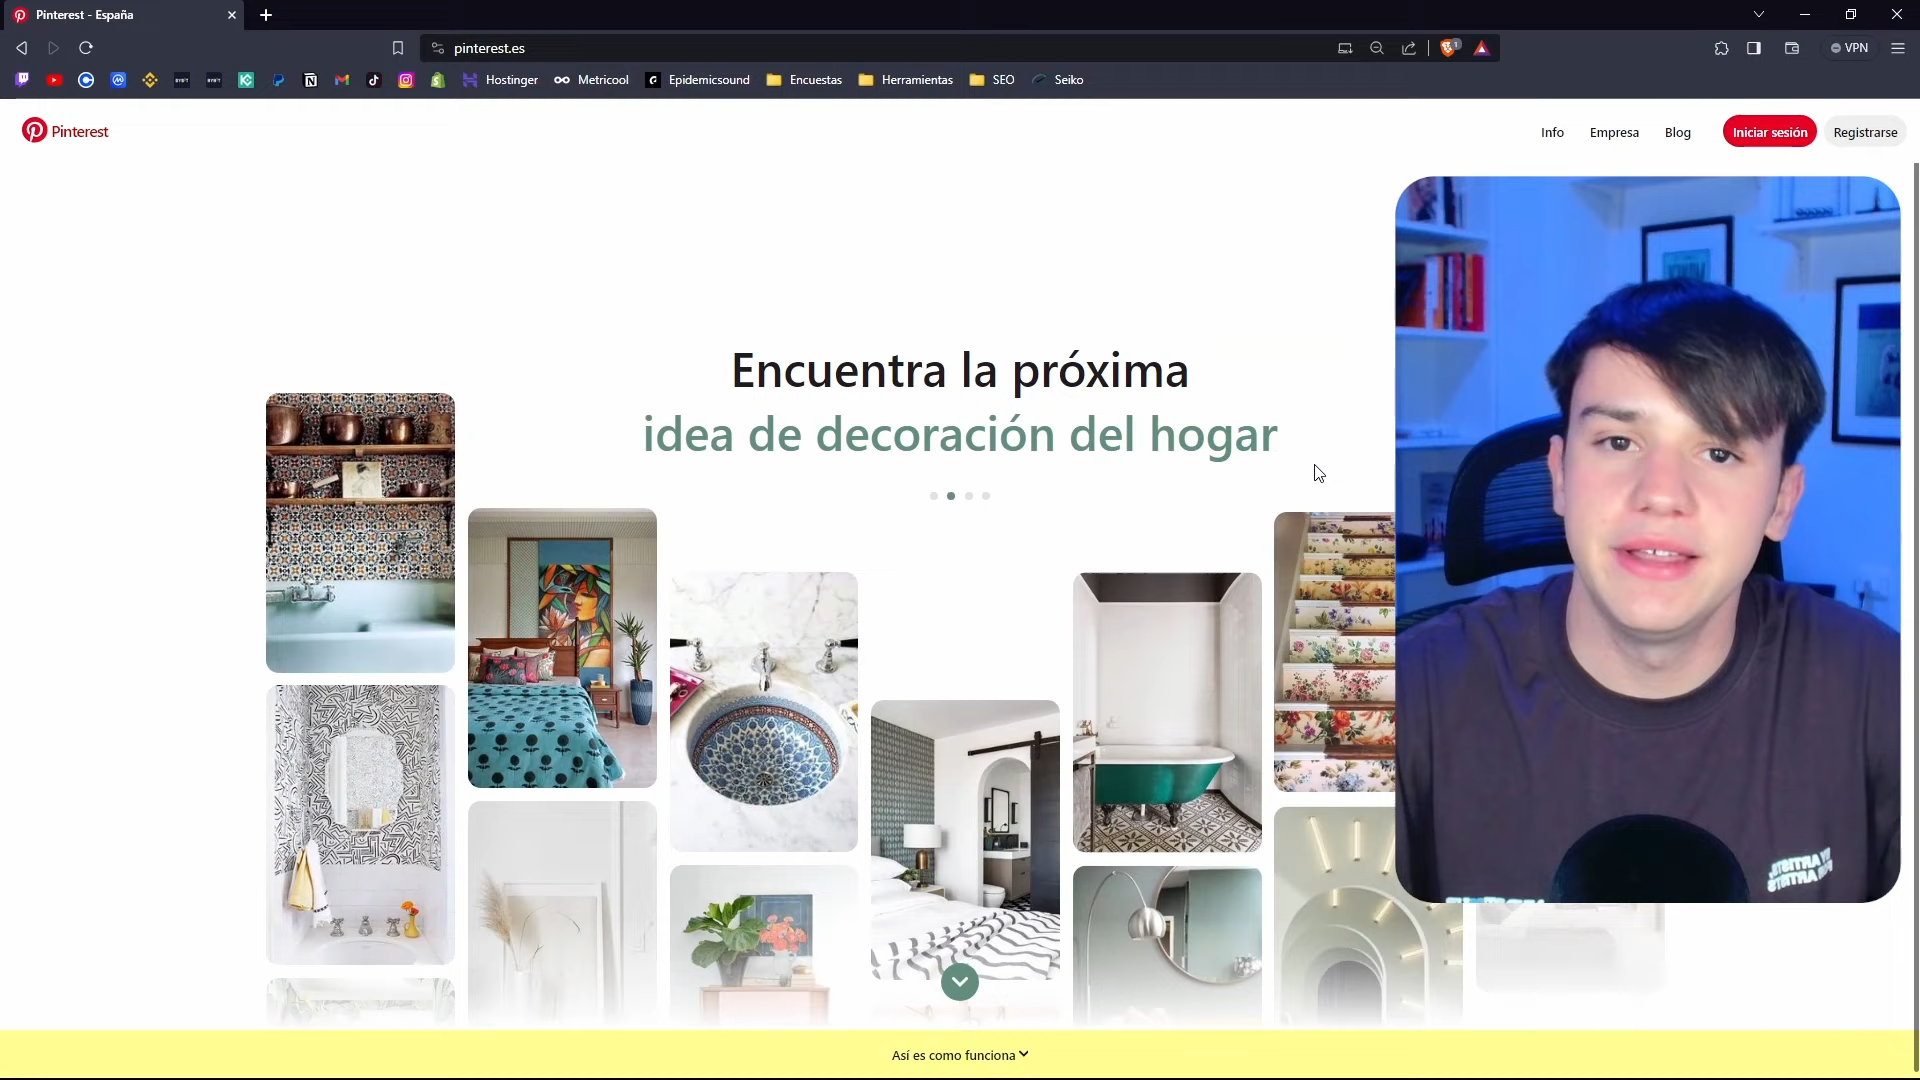 Pinterest - España
pinterest.es
VPN
Hostinger
Metricool
Epidemicsound
Encuestas
Herramientas
SEO
Seiko
Pinterest
Info
Empresa
Blog
Iniciar sesión
Registrarse
Encuentra la próxima
idea de decoración del hogar
Así es como funciona